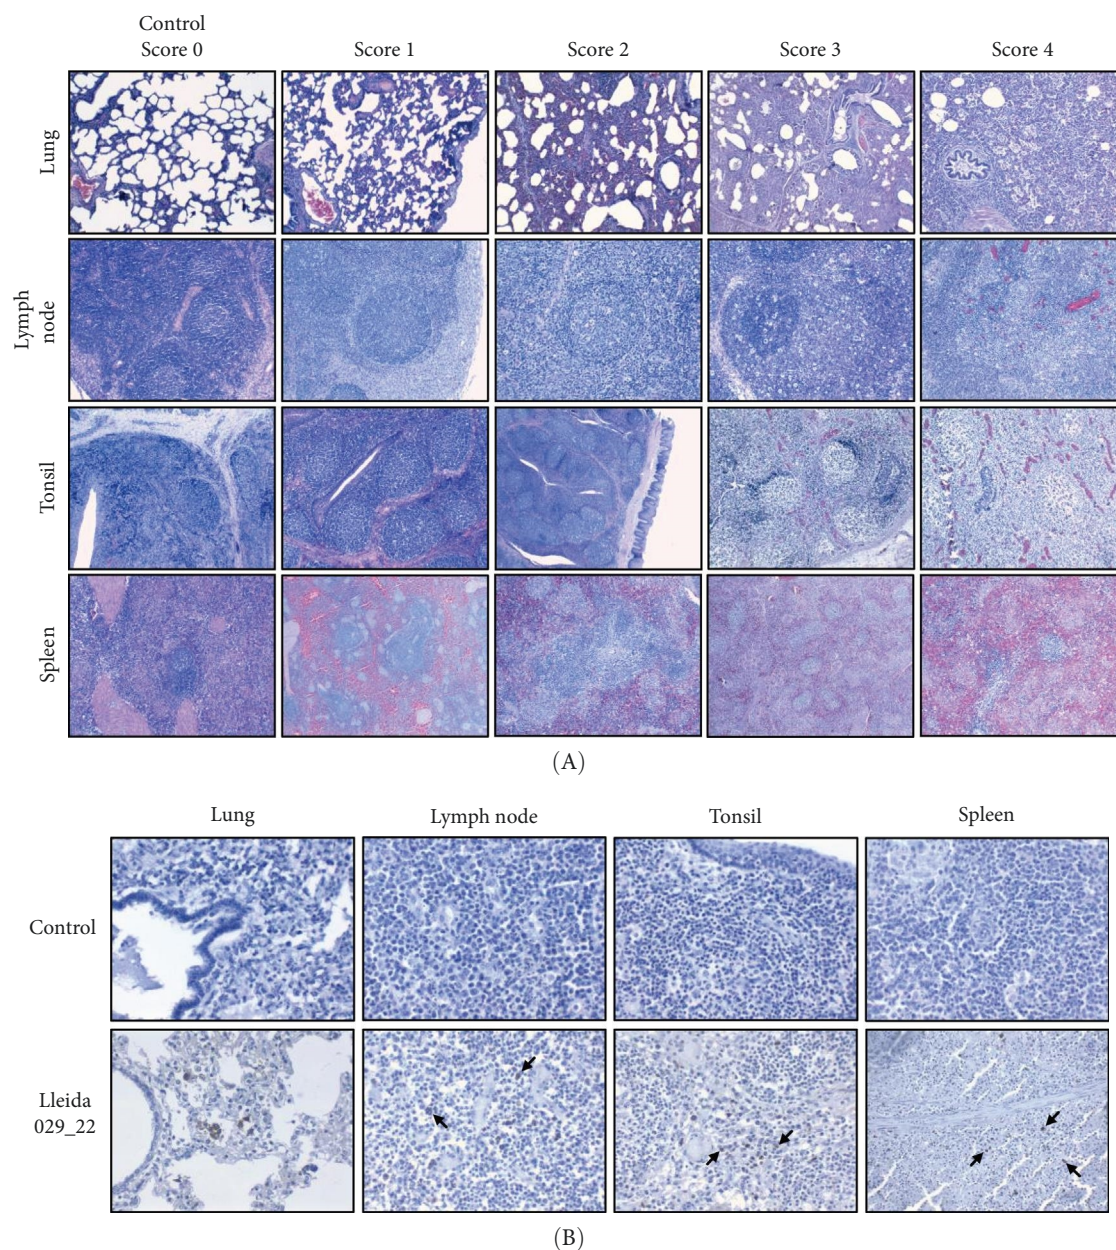 Control
Score 0 Score 1 Score 2 Score 3 Score 4
Lung
Lymph
node
Tonsil
Spleen
(A)
Lung Lymph node Tonsil Spleen
Control
Lleida
029_22
(B)